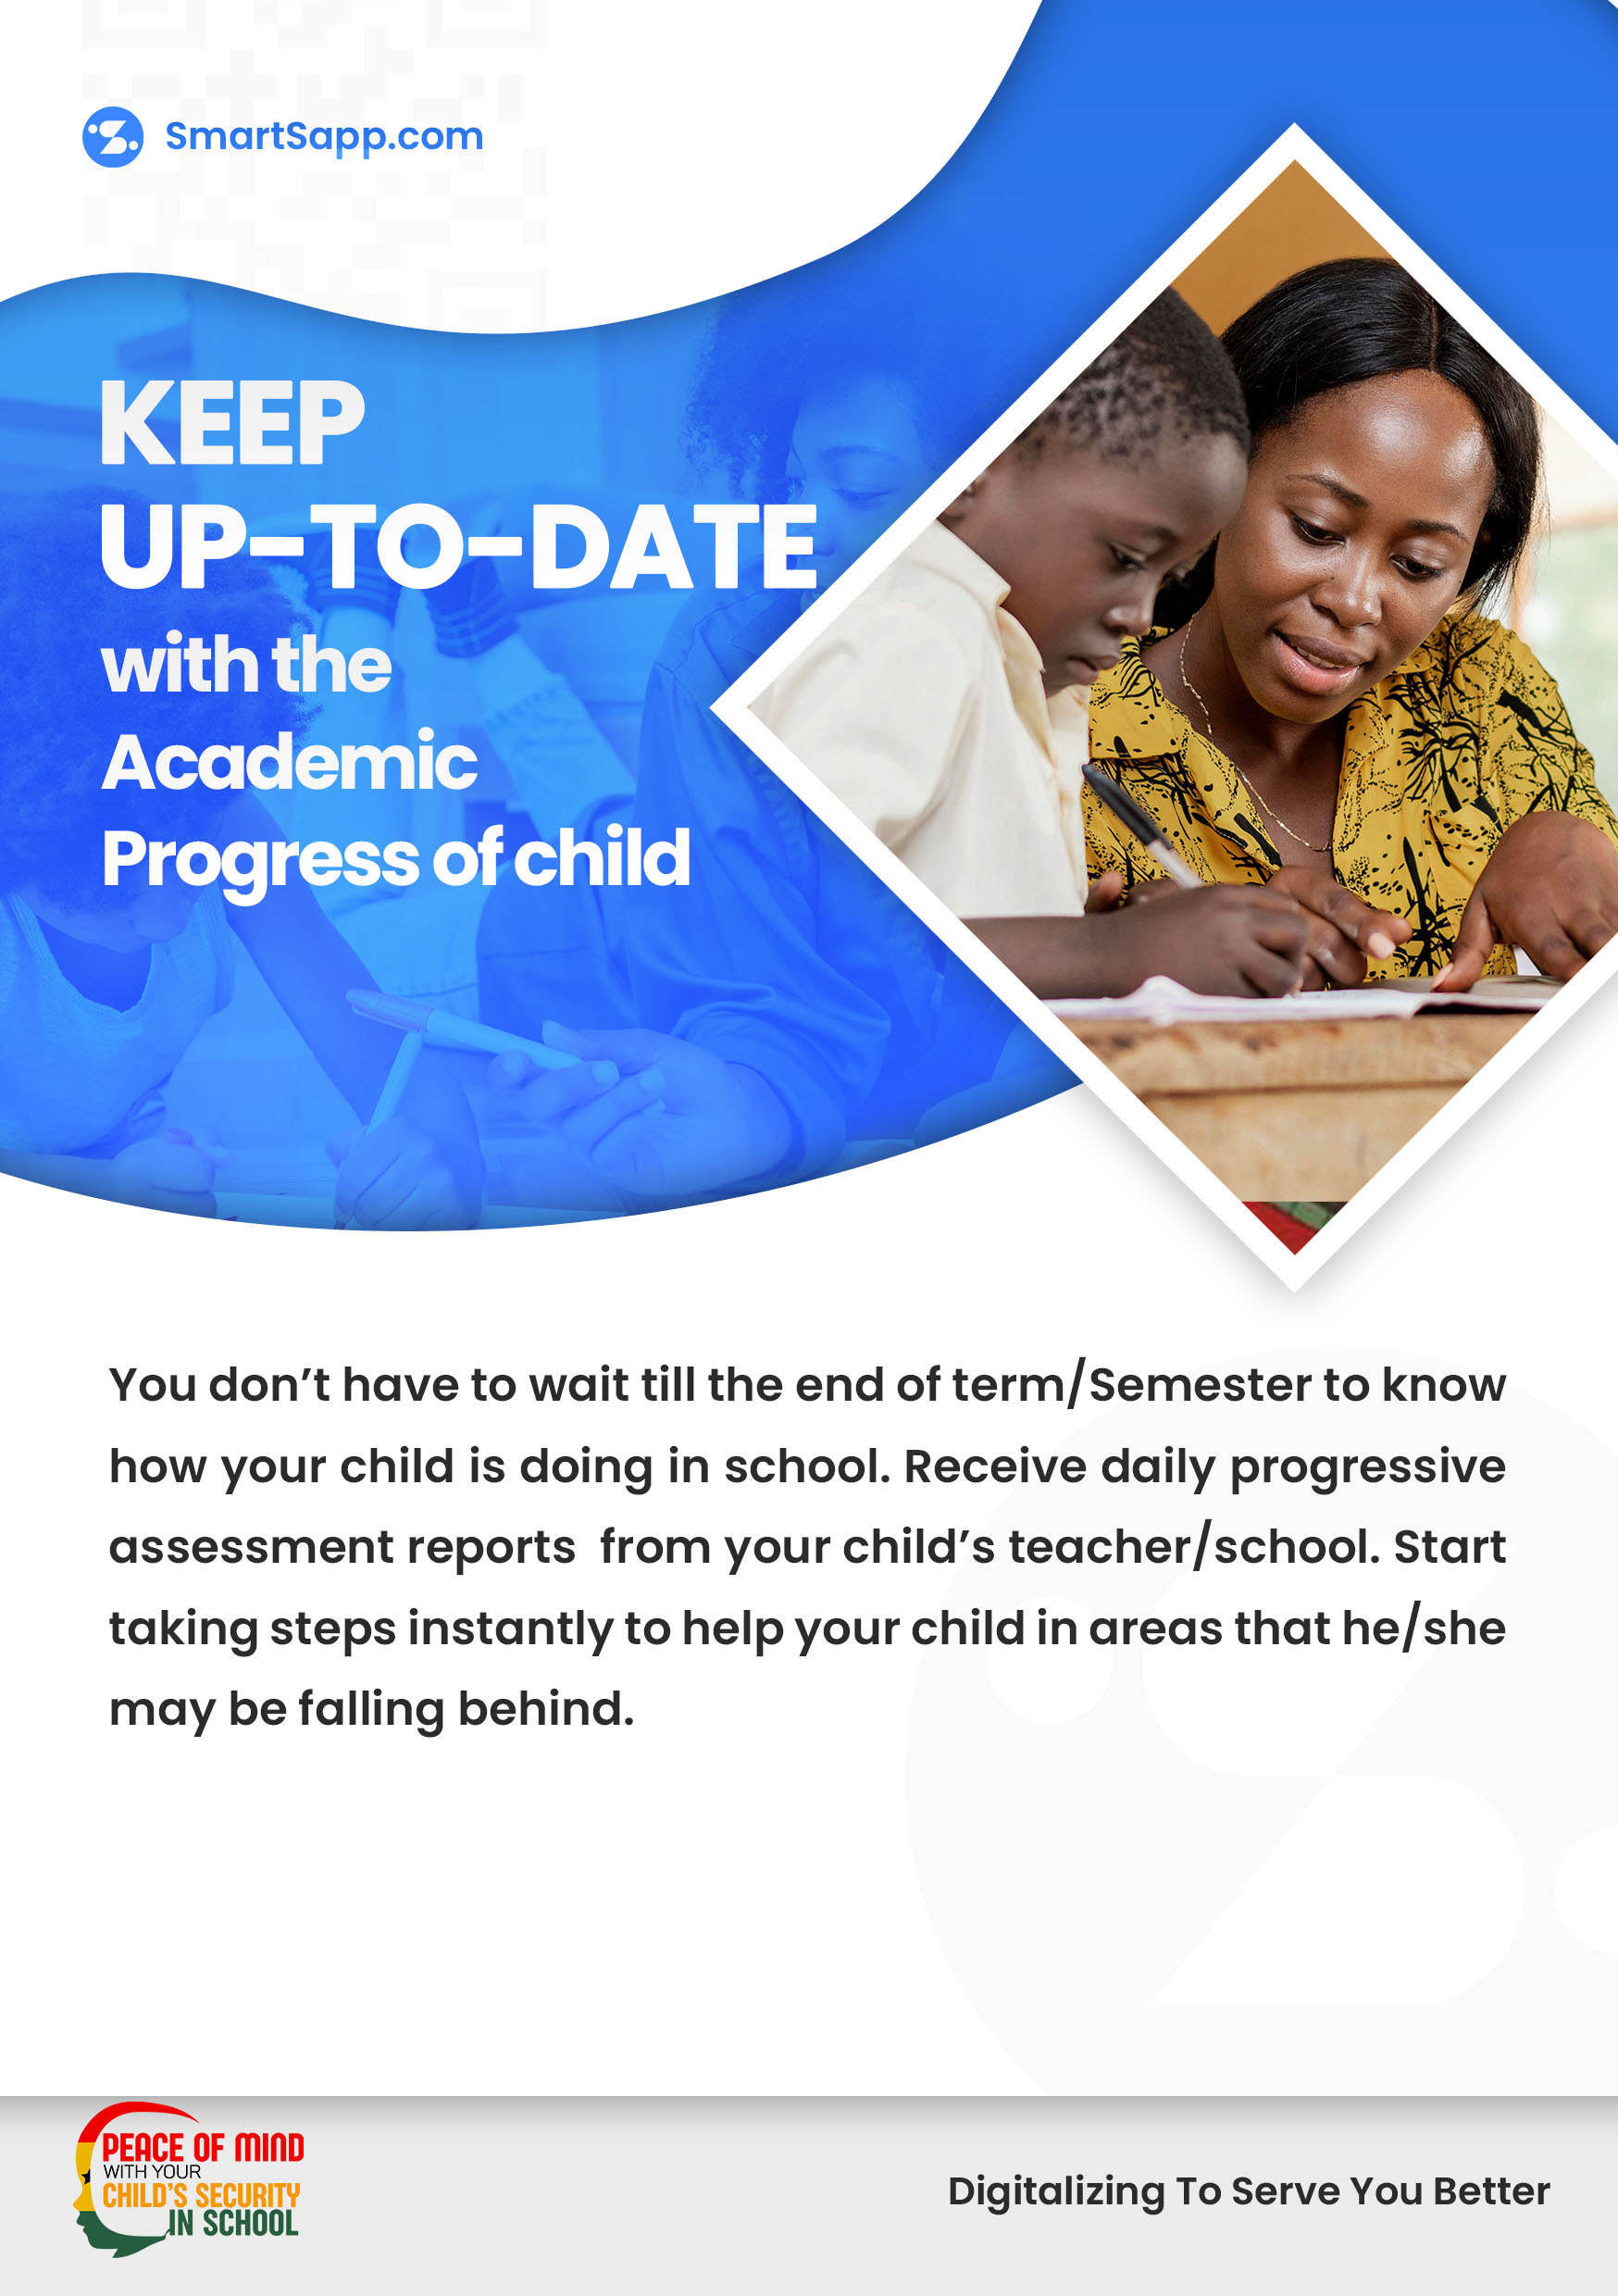 SmartSapp.com
KEEP
UP-TO-DATE
with the
Academic
Progress of child
You don’t have to wait till the end of term/Semester to know
how your child is doing in school. Receive daily progressive
assessment reports  from your child’s teacher/school. Start
taking steps instantly to help your child in areas that he/she
may be falling behind.
PEACE OF MIND
WITH YOUR
CHILD'S SECURITY
IN SCHOOL
Digitalizing To Serve You Better